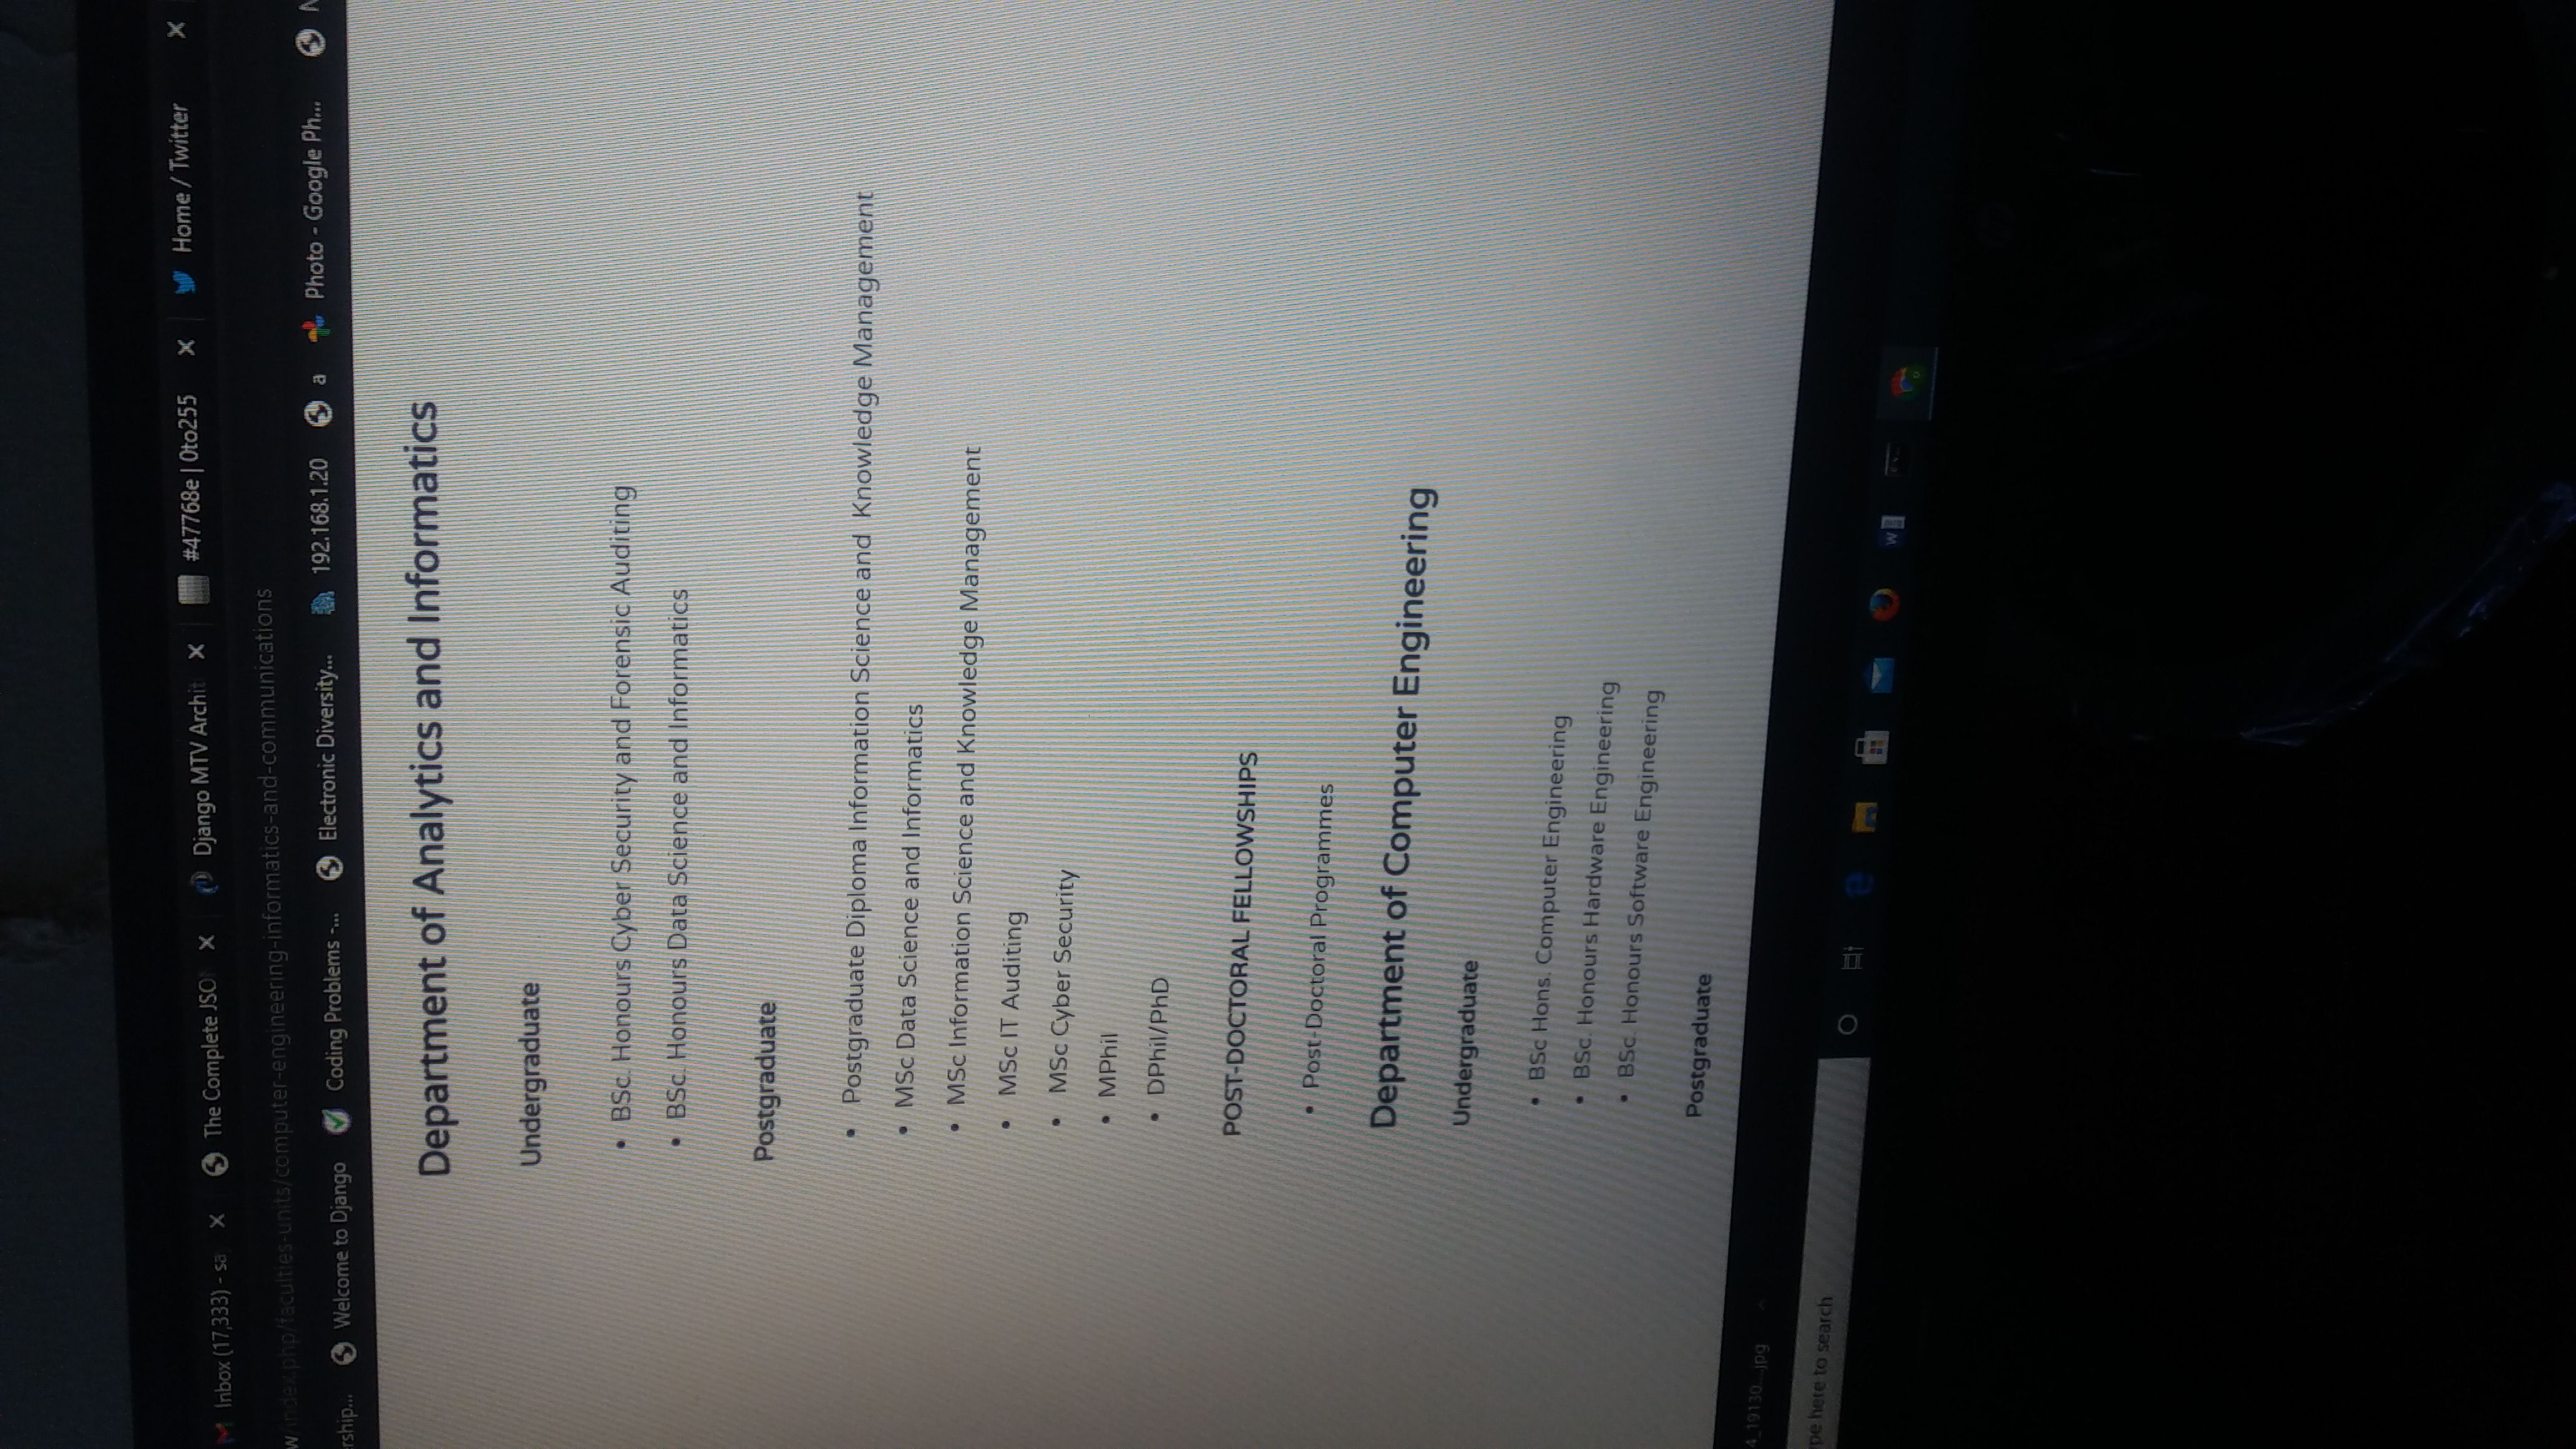 Inbox (17,333) - sa
The Complete JSO
Django MTV Archit
#47768e | 0to255
Home / Twitter
w/index.php/faculties-units/computer-engineering-informatics-and-communications
rship...
Welcome to Django
Coding Problems -...
Electronic Diversity...
192.168.1.20
a
Photo - Google Ph...
N
Department of Analytics and Informatics
Undergraduate
• BSc. Honours Cyber Security and Forensic Auditing
• BSc. Honours Data Science and Informatics
Postgraduate
• Postgraduate Diploma Information Science and Knowledge Management
• MSc Data Science and Informatics
• MSc Information Science and Knowledge Management
• MSc IT Auditing
• MSc Cyber Security
• MPhil
• DPhil/PhD
POST-DOCTORAL FELLOWSHIPS
• Post-Doctoral Programmes
Department of Computer Engineering
Undergraduate
• BSc Hons. Computer Engineering
• BSc. Honours Hardware Engineering
• BSc. Honours Software Engineering
Postgraduate
4_19130....jpg
pe here to search